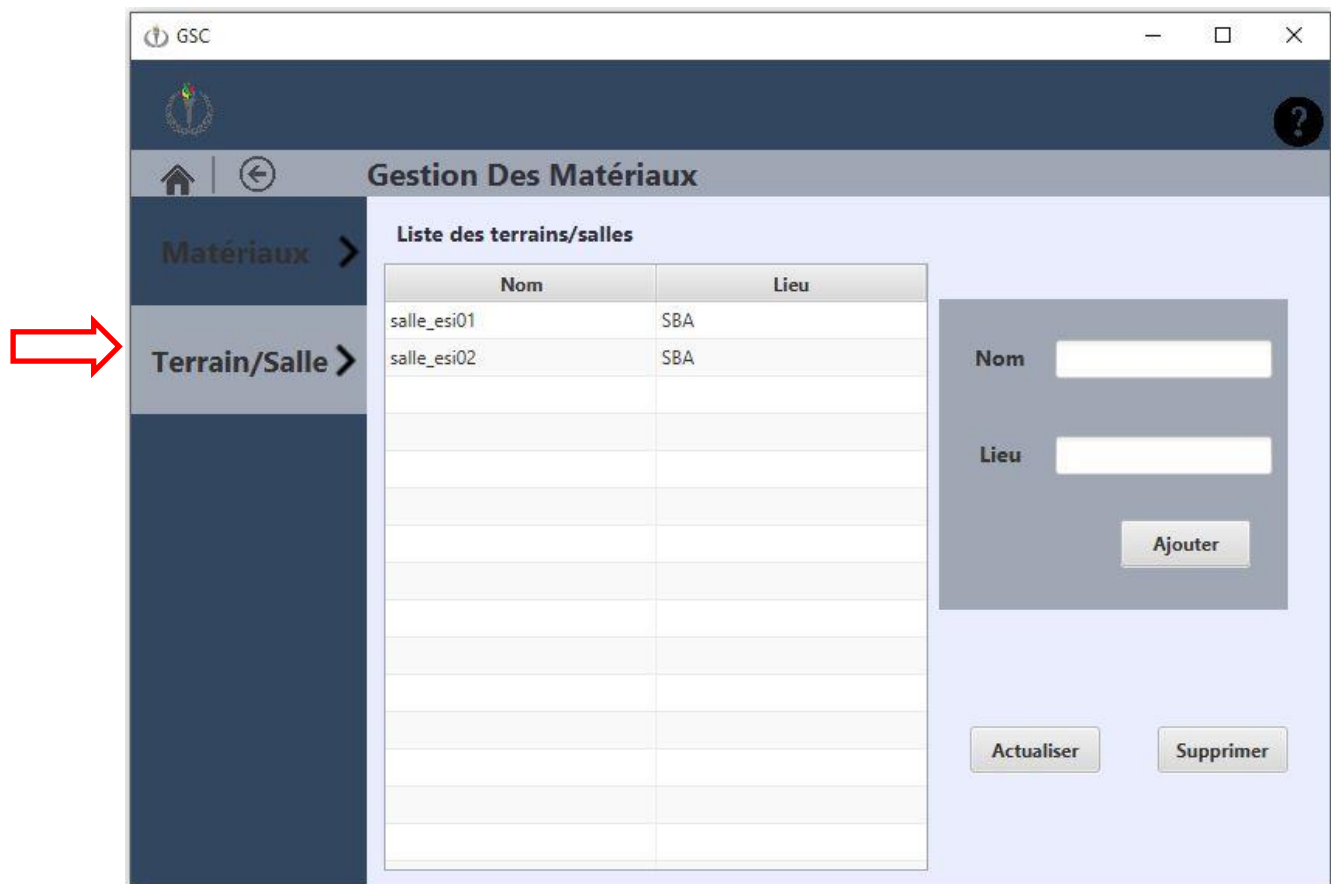 GSC
?
Gestion Des Matériaux
Matériaux
Terrain/Salle
Liste des terrains/salles
Nom Lieu
salle_esi01 SBA
salle_esi02 SBA
Nom
Lieu
Ajouter
Actualiser Supprimer